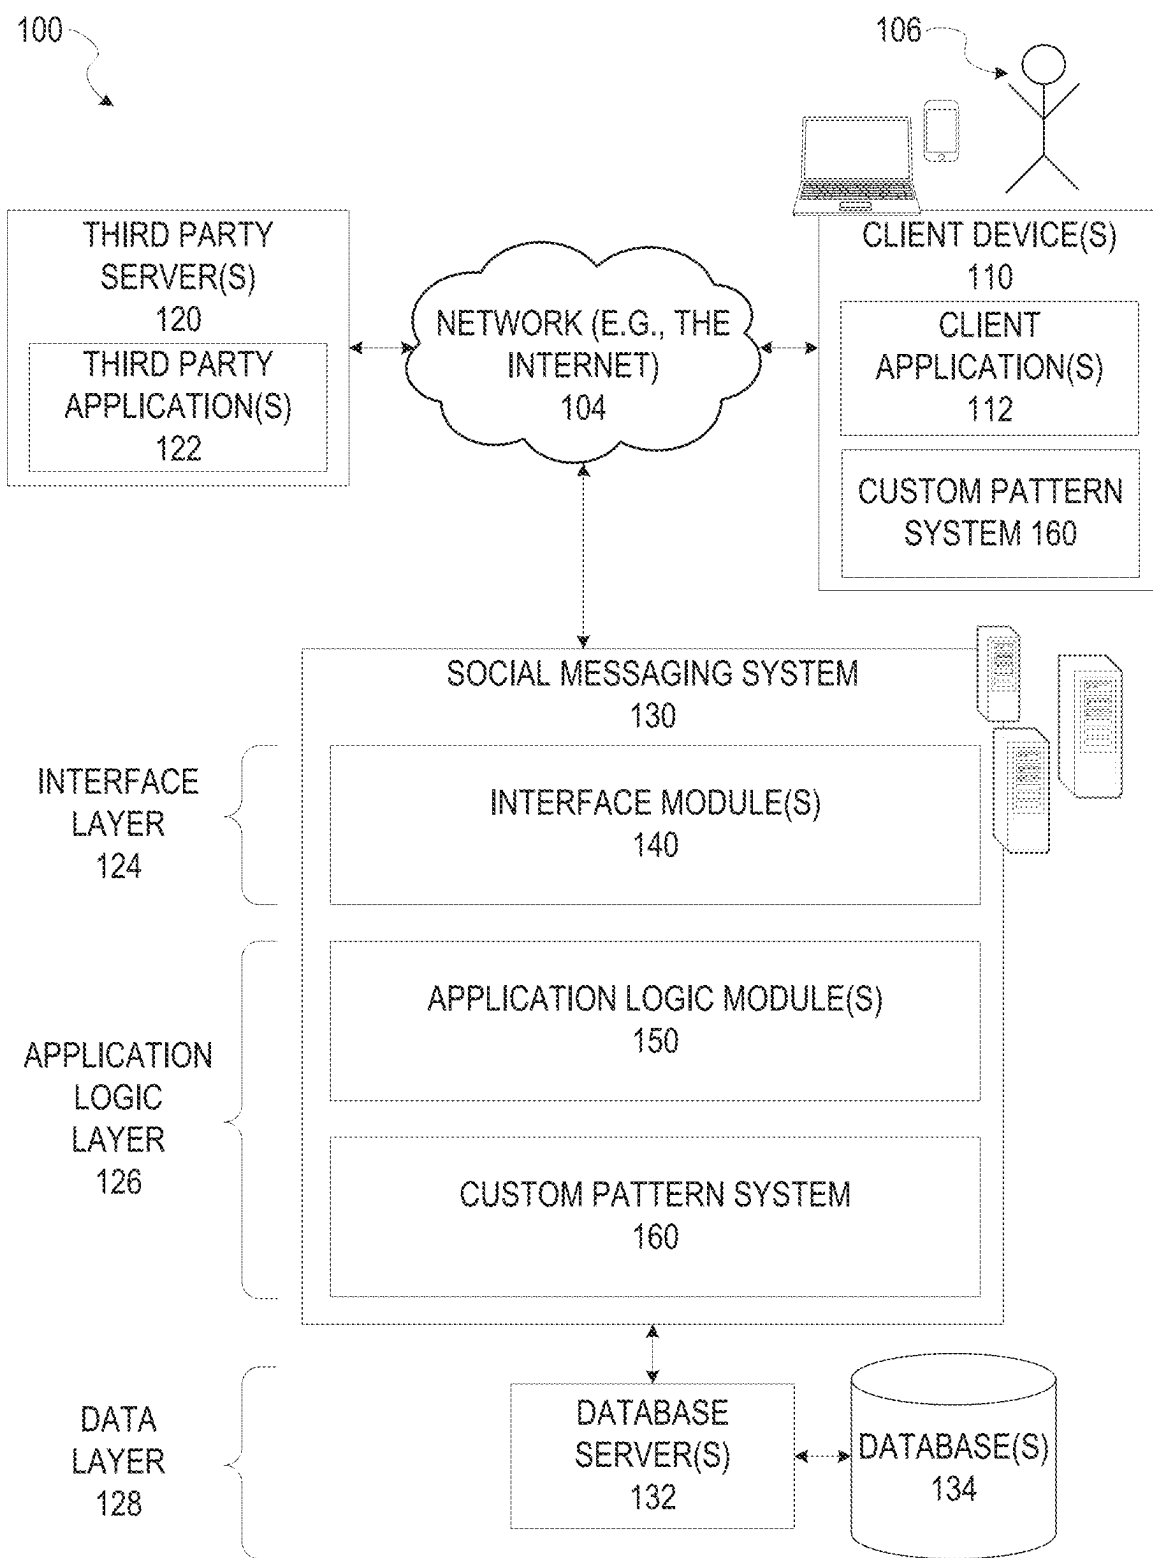 100
106
THIRD PARTY
SERVER(S)
120
THIRD PARTY
APPLICATION(S)
122
NETWORK (E.G., THE
INTERNET)
104
CLIENT DEVICE(S)
110
CLIENT
APPLICATION(S)
112
CUSTOM PATTERN
SYSTEM 160
SOCIAL MESSAGING SYSTEM
130
INTERFACE
LAYER
124
INTERFACE MODULE(S)
140
APPLICATION
LOGIC
LAYER
126
APPLICATION LOGIC MODULE(S)
150
CUSTOM PATTERN SYSTEM
160
DATA
LAYER
128
DATABASE
SERVER(S)
132
DATABASE(S)
134